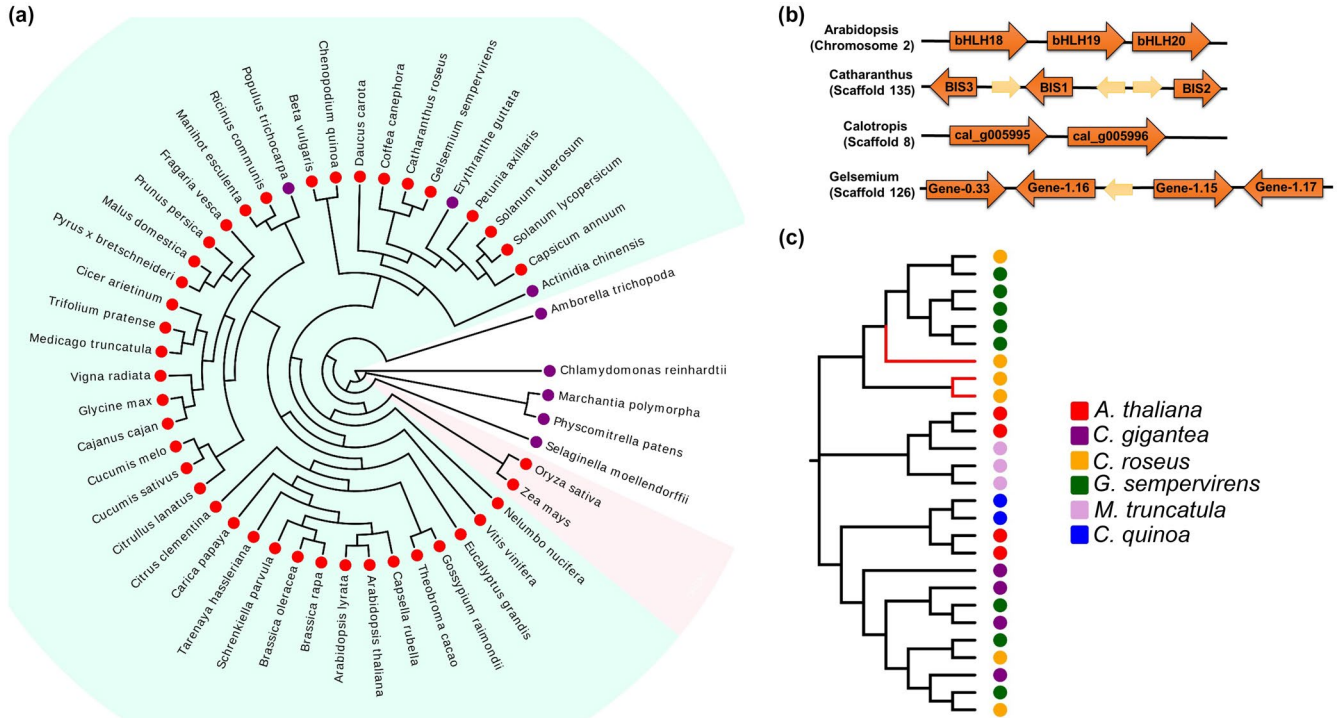 (a)
Chenopodium quinoa
Beta vulgaris
Populus trichocarpa
Ricinus communis
Manihot esculenta
Fragaria vesca
Prunus persica
Malus domestica
Pyrus x bretschneideri
Cicer arietinum
Trifolium pratense
Medicago truncatula
Vigna radiata
Glycine max
Cajanus cajan
Cucumis melo
Cucumis sativus
Citrullus lanatus
Citrus clementina
Carica papaya
Tarenaya hassleriana
Schrenkiella parvula
Brassica oleracea
Brassica rapa
Arabidopsis lyrata
Arabidopsis thaliana
Capsella rubella
Theobroma cacao
Gossypium raimondii
Eucalyptus grandis
Vitis vinifera
Nelumbo nucifera
Zea mays
Oryza sativa
Selaginella moellendorffii
Physcomitrella patens
Marchantia polymorpha
Chlamydomonas reinhardtii
Amborella trichopoda
Actinidia chinensis
Capsicum annuum
Solanum lycopersicum
Solanum tuberosum
Petunia axillaris
Erythranthe guttata
Gelsemium sempervirens
Catharanthus roseus
Coffea canephora
Daucus carota
(b)
Arabidopsis
(Chromosome 2)
bHLH18 bHLH19 bHLH20
Catharanthus
(Scaffold 135)
BIS3 BIS1 BIS2
Calotropis
(Scaffold 8)
cal_g005995 cal_g005996
Gelsemium
(Scaffold 126)
Gene-0.33 Gene-1.16 Gene-1.15 Gene-1.17
(c)
A. thaliana
C. gigantea
C. roseus
G. sempervirens
M. truncatula
C. quinoa